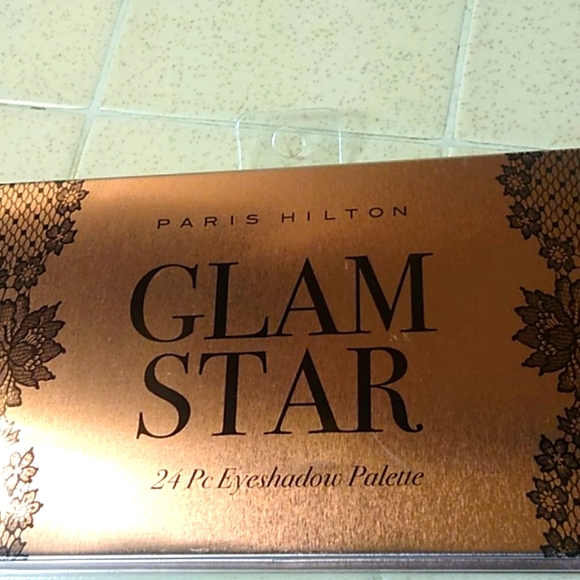 PARIS HILTON
GLAM
STAR
24 Pc Eyeshadow Palette